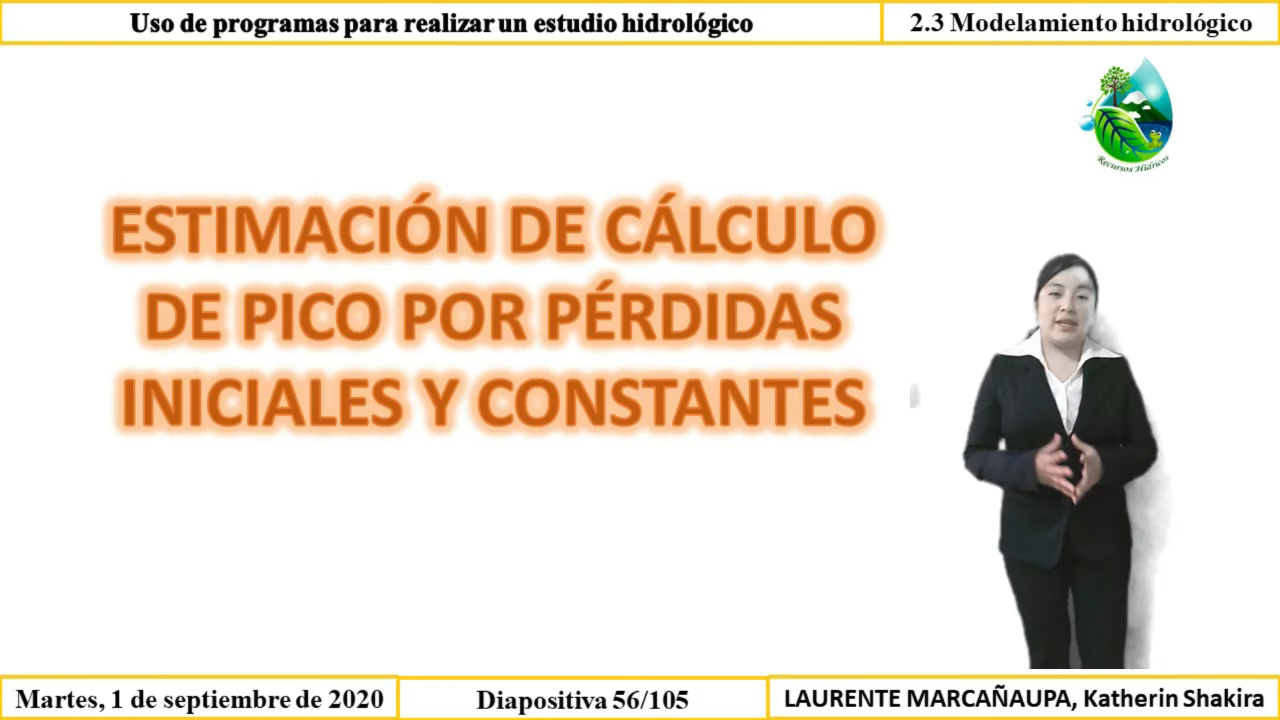 Uso de programas para realizar un estudio hidrológico
2.3 Modelamiento hidrológico
Recursos Hídricos
ESTIMACIÓN DE CÁLCULO
DE PICO POR PÉRDIDAS
INICIALES Y CONSTANTES
Martes, 1 de septiembre de 2020
Diapositiva 56/105
LAURENTE MARCAÑAUPA, Katherin Shakira